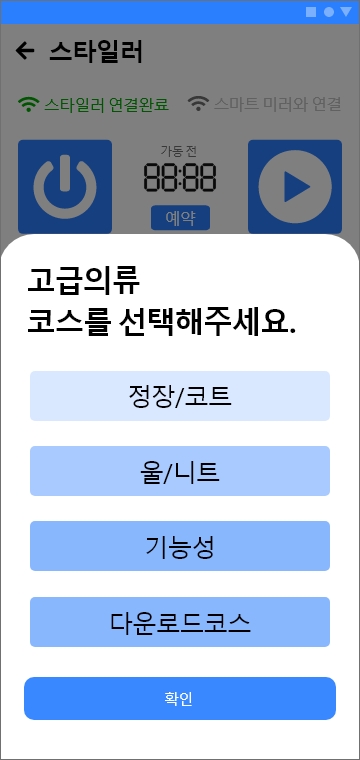 스타일러
스타일러 연결완료 스마트 미러와 연결
가동 전
88:88
예약
고급의류
코스를 선택해주세요.
정장/코트
울/니트
기능성
다운로드코스
확인